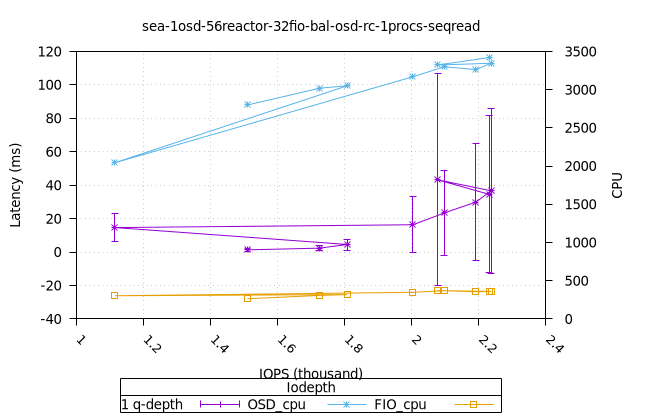 sea-1osd-56reactor-32fio-bal-osd-rc-1procs-seqread
120
100
80
60
40
20
0
-20
-40
Latency (ms)
3500
3000
2500
2000
1500
1000
500
0
CPU
1 1.2 1.4 1.6 1.8 2 2.2 2.4
IOPS (thousand)
Iodepth
1 q-depth OSD_cpu FIO_cpu